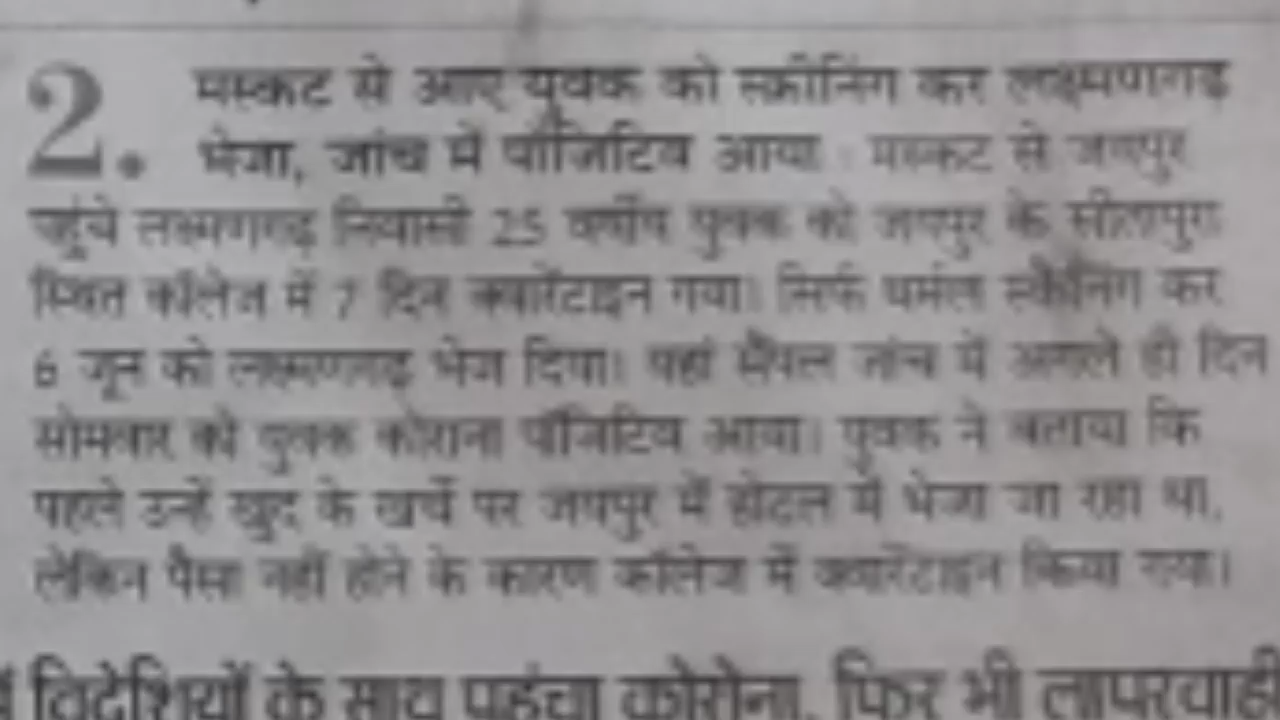 2. मस्कट से आए युवक को स्क्रीनिंग कर लक्ष्मणगढ़
भेजा, जांच में पॉजिटिव आया : मस्कट से जयपुर
पहुंचे लक्ष्मणगढ़ निवासी 25 वर्षीय युवक को जयपुर के सीतापुरा
स्थित कॉलेज में 7 दिन क्वारेंटाइन गया। सिर्फ थर्मल स्कैनिंग कर
6 जून को लक्ष्मणगढ़ भेज दिया। यहां सैंपल जांच में अगले ही दिन
सोमवार को युवक कोराना पॉजिटिव आया। युवक ने बताया कि
पहले उन्हें खुद के खर्चे पर जयपुर में होटल में भेजा जा रहा था,
लेकिन पैसा नहीं होने के कारण कॉलेज में क्वारेंटाइन किया गया।
में विदेशियों के साथ पहुंचा कोरोना, फिर भी लापरवाही